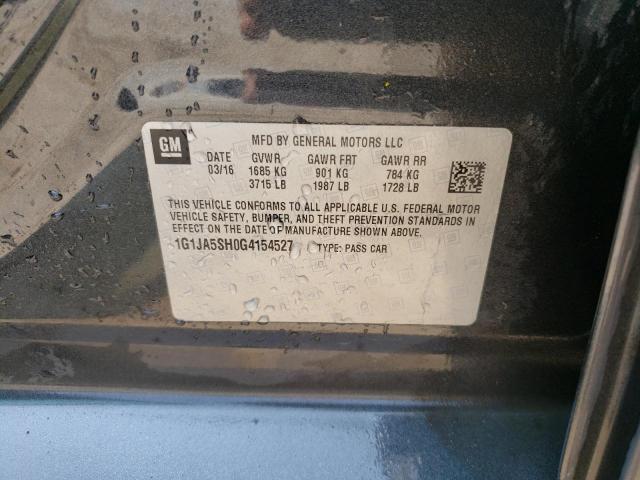 GM
MFD BY GENERAL MOTORS LLC
DATE GVWR GAWR FRT GAWR RR
03/16 1685 KG 901 KG 784 KG
3715 LB 1987 LB 1728 LB
THIS VEHICLE CONFORMS TO ALL APPLICABLE U.S. FEDERAL MOTOR
VEHICLE SAFETY, BUMPER, AND THEFT PREVENTION STANDARDS IN
EFFECT ON THE DATE OF MANUFACTURE SHOWN ABOVE.
1G1JA5SH0G4154527 TYPE: PASS CAR